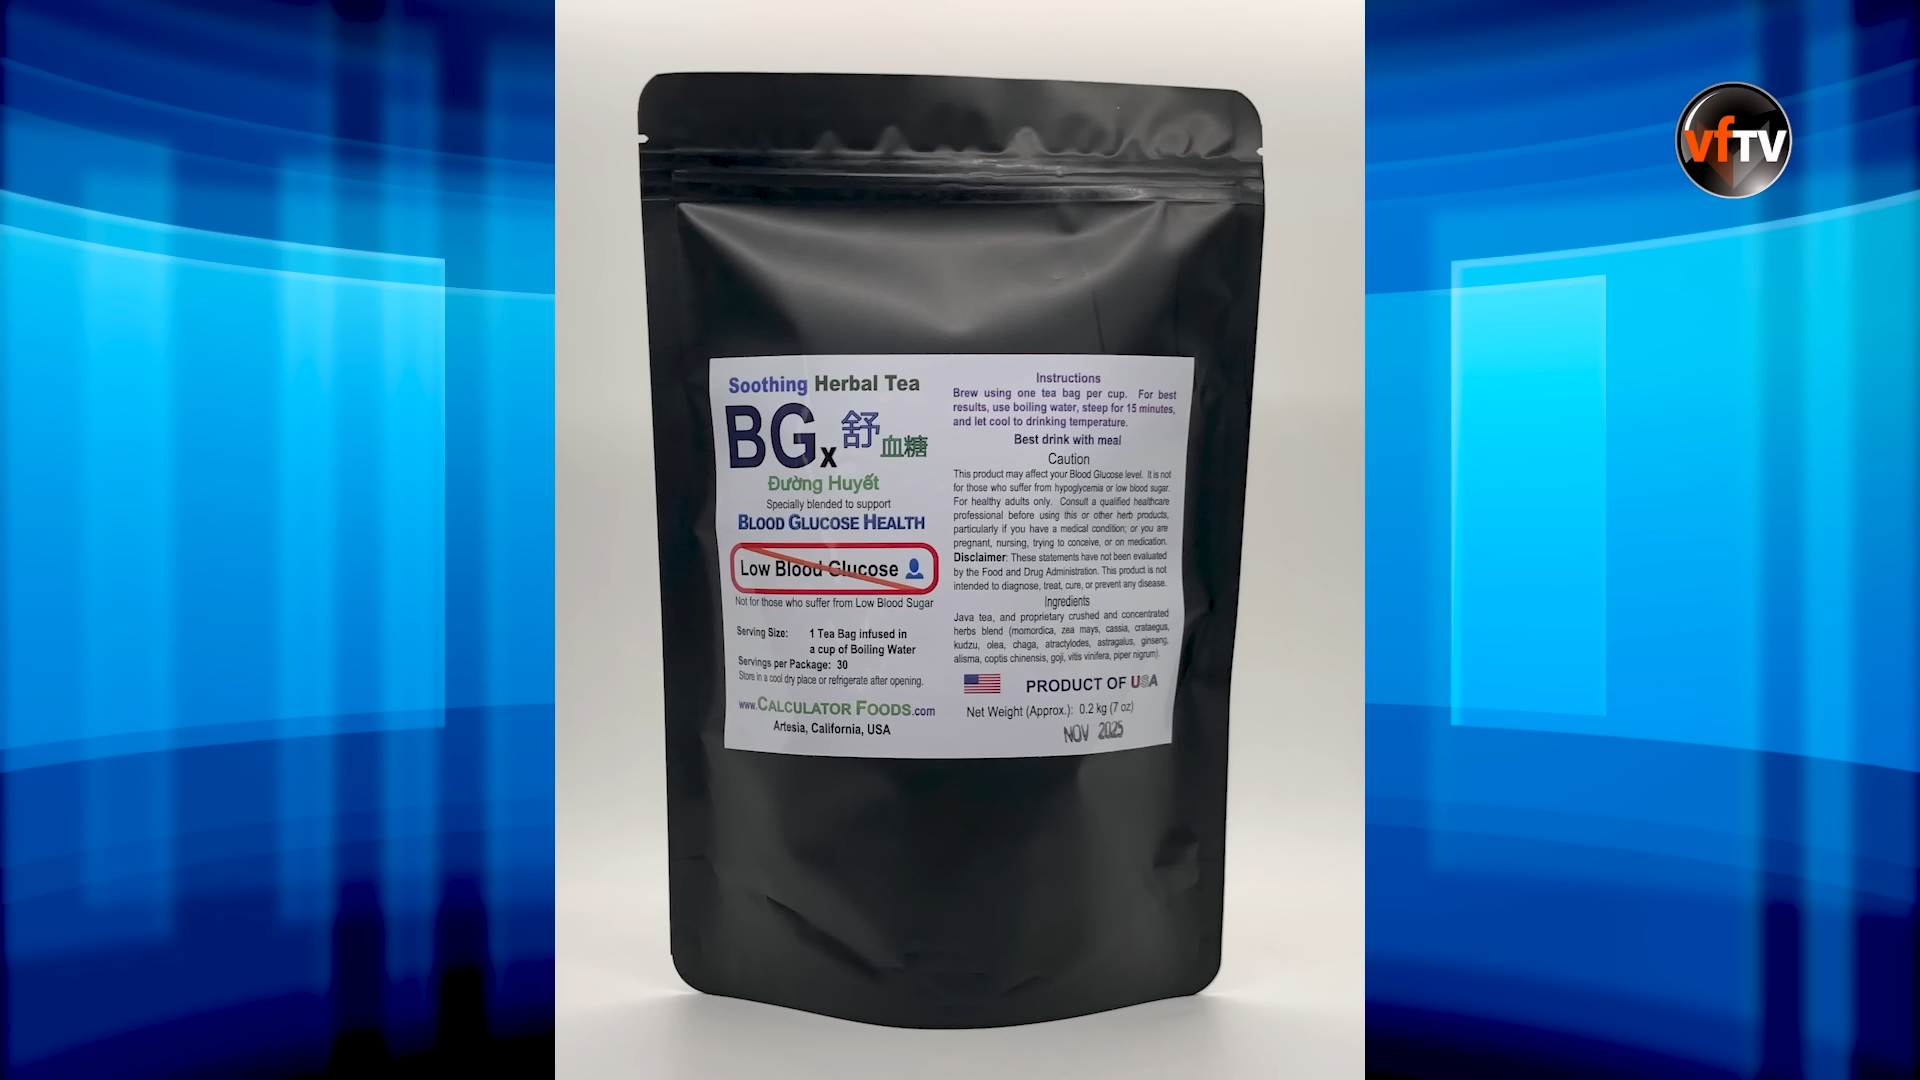 vfTV
Soothing Herbal Tea
BGx 舒血糖
Đường Huyết
Specially blended to support
BLOOD GLUCOSE HEALTH
Low Blood Glucose
Not for those who suffer from Low Blood Sugar
Serving Size: 1 Tea Bag infused in
a cup of Boiling Water
Servings per Package: 30
Store in a cool dry place or refrigerate after opening.
www.CALCULATOR FOODS.com
Artesia, California, USA
Instructions
Brew using one tea bag per cup. For best
results, use boiling water, steep for 15 minutes,
and let cool to drinking temperature.
Best drink with meal
Caution
This product may affect your Blood Glucose level. It is not
for those who suffer from hypoglycemia or low blood sugar.
For healthy adults only. Consult a qualified healthcare
professional before using this or other herb products,
particularly if you have a medical condition; or you are
pregnant, nursing, trying to conceive, or on medication.
Disclaimer: These statements have not been evaluated
by the Food and Drug Administration. This product is not
intended to diagnose, treat, cure, or prevent any disease.
Ingredients
Java tea, and proprietary crushed and concentrated
herbs blend (momordica, zea mays, cassia, crataegus,
kudzu, olea, chaga, atractylodes, astragalus, ginseng,
alisma, coptis chinensis, goji, vitis vinifera, piper nigrum).
PRODUCT OF USA
Net Weight (Approx.): 0.2 kg (7 oz)
NOV 2025